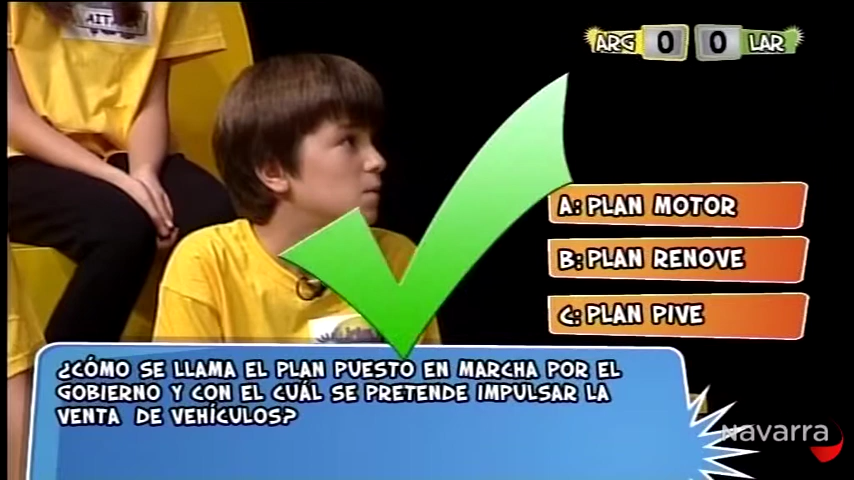 ARG 0 0 LAR
A: PLAN MOTOR
B: PLAN RENOVE
C: PLAN PIVE
¿CÓMO SE LLAMA EL PLAN PUESTO EN MARCHA POR EL
GOBIERNO Y CON EL CUÁL SE PRETENDE IMPULSAR LA
VENTA DE VEHÍCULOS?
navarra